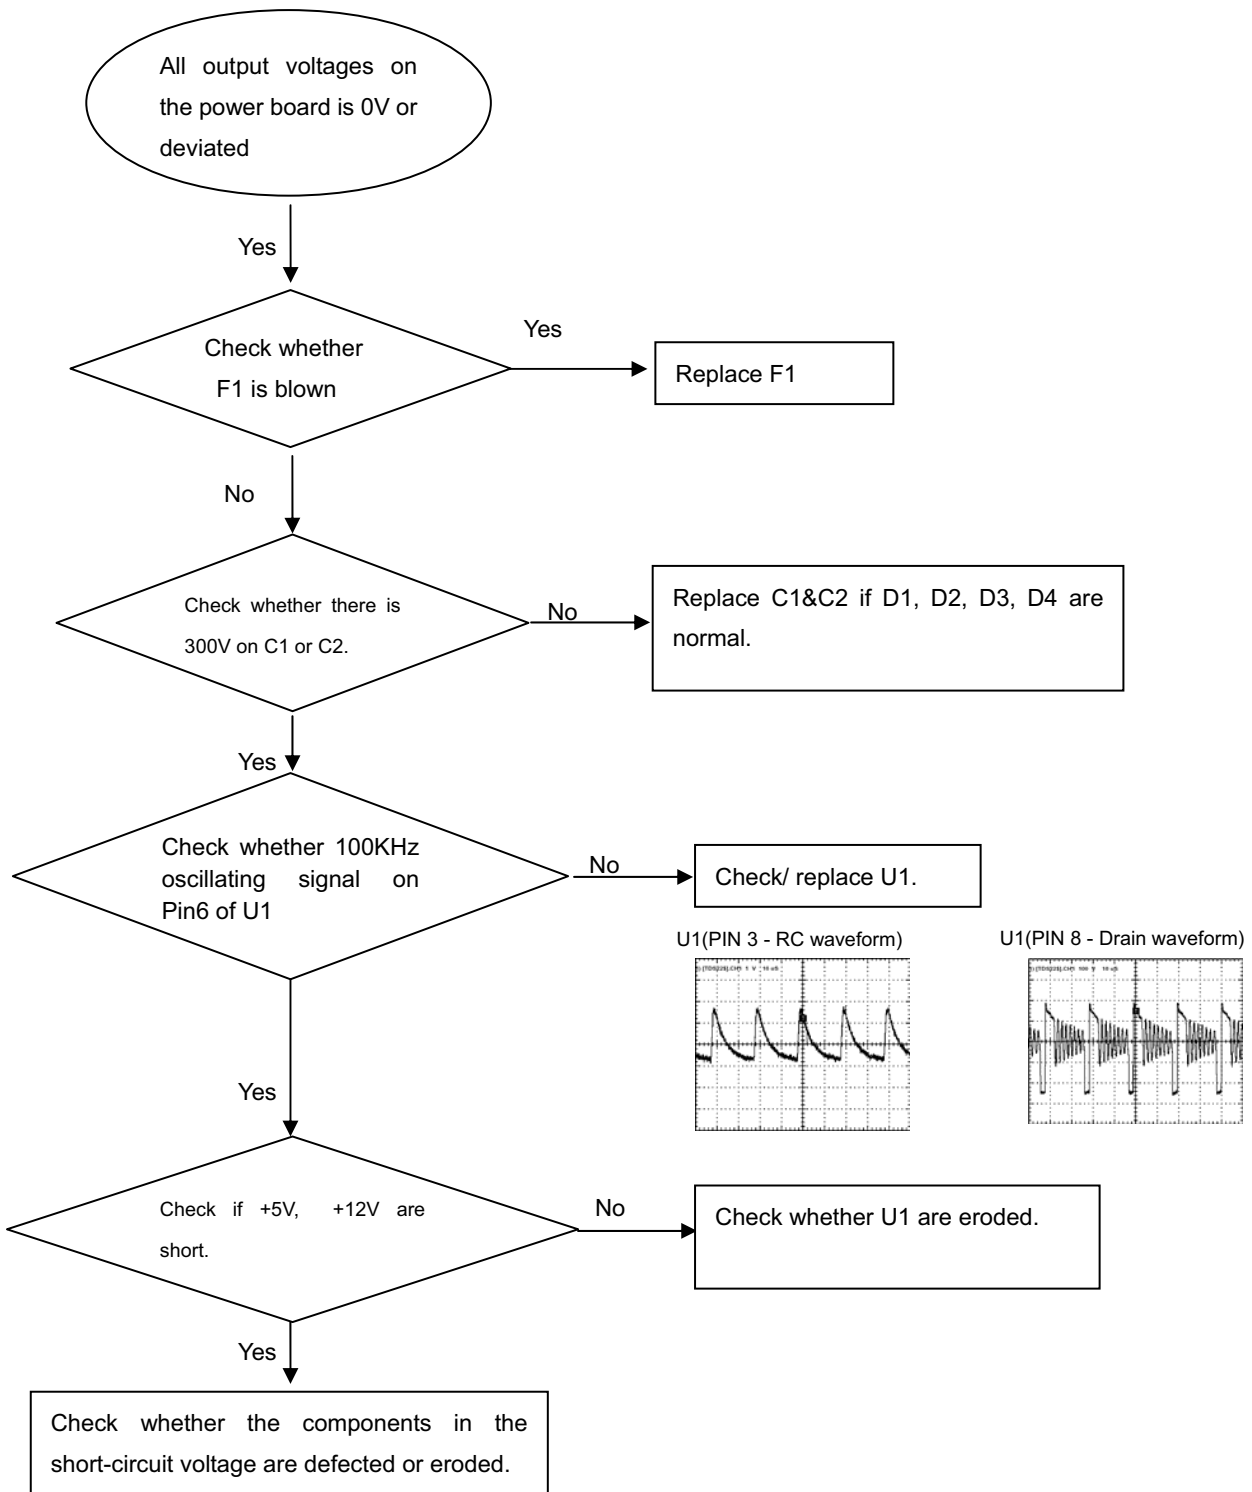 All output voltages on
the power board is 0V or
deviated
Yes
Check whether
F1 is blown
Yes
Replace F1
No
Check whether there is
300V on C1 or C2.
No
Replace C1&C2 if D1, D2, D3, D4 are
normal.
Yes
Check whether 100KHz
oscillating signal on
Pin6 of U1
No
Check/ replace U1.
U1(PIN 3 - RC waveform)
U1(PIN 8 - Drain waveform)
Yes
Check if +5V, +12V are
short.
No
Check whether U1 are eroded.
Yes
Check whether the components in the
short-circuit voltage are defected or eroded.